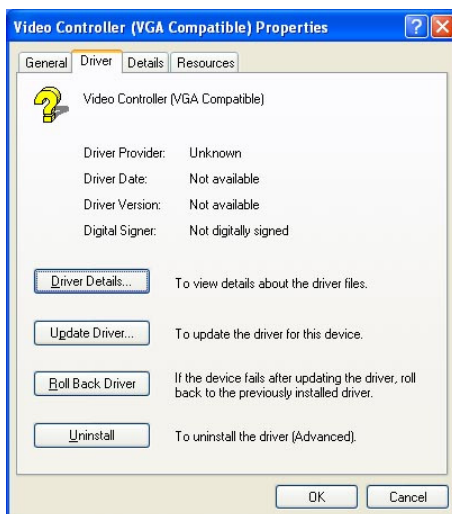 Video Controller (VGA Compatible) Properties
General Driver Details Resources
Video Controller (VGA Compatible)
Driver Provider: Unknown
Driver Date: Not available
Driver Version: Not available
Digital Signer: Not digitally signed
Driver Details... To view details about the driver files.
Update Driver... To update the driver for this device.
Roll Back Driver If the device fails after updating the driver, roll
back to the previously installed driver.
Uninstall To uninstall the driver (Advanced).
OK Cancel